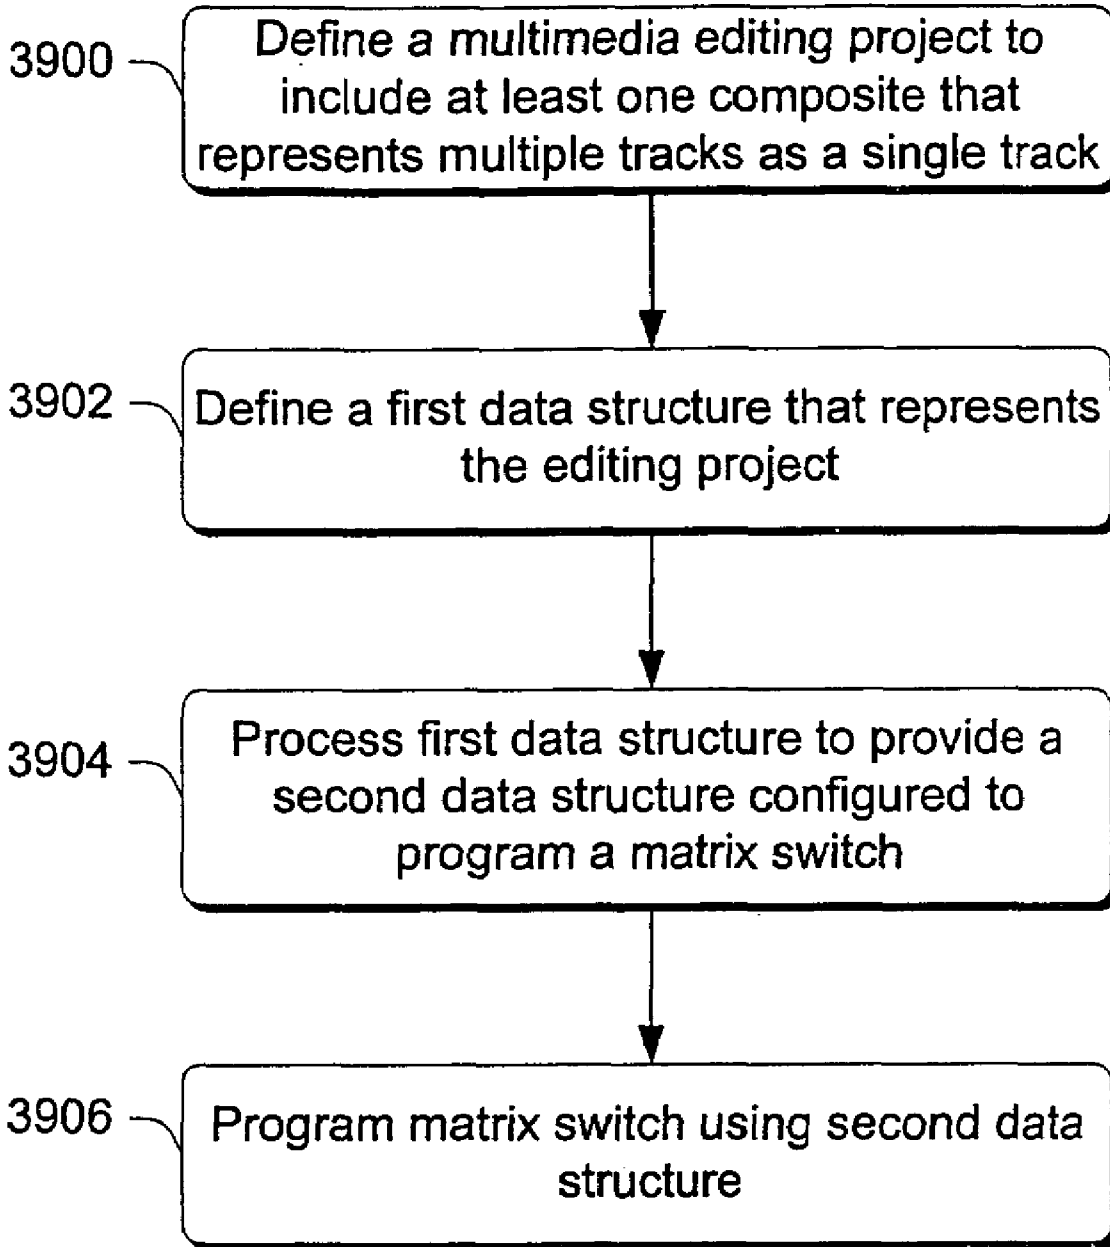 3900
Define a multimedia editing project to
include at least one composite that
represents multiple tracks as a single track
3902
Define a first data structure that represents
the editing project
3904
Process first data structure to provide a
second data structure configured to
program a matrix switch
3906
Program matrix switch using second data
structure